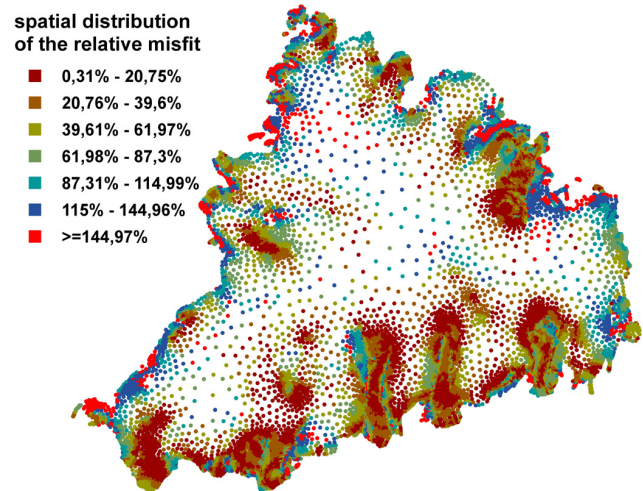 spatial distribution
of the relative misfit
0,31% - 20,75%
20,76% - 39,6%
39,61% - 61,97%
61,98% - 87,3%
87,31% - 114,99%
115% - 144,96%
>=144,97%